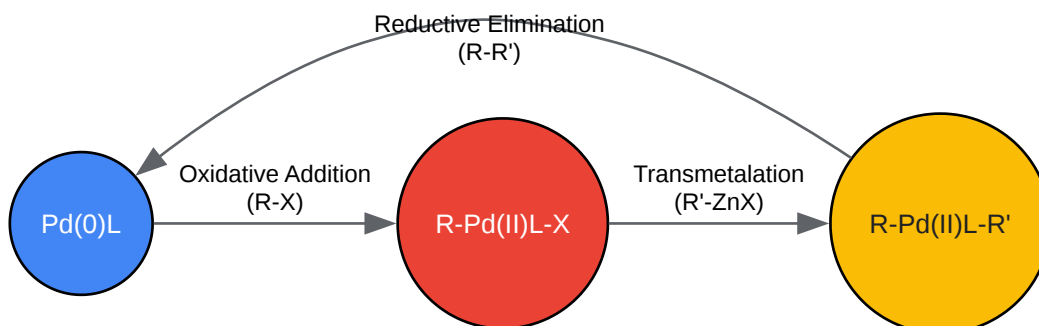 Reductive Elimination
(R-R')
Oxidative Addition
(R-X)
Transmetalation
(R'-ZnX)
Pd(0)L
R-Pd(II)L-X
R-Pd(II)L-R'